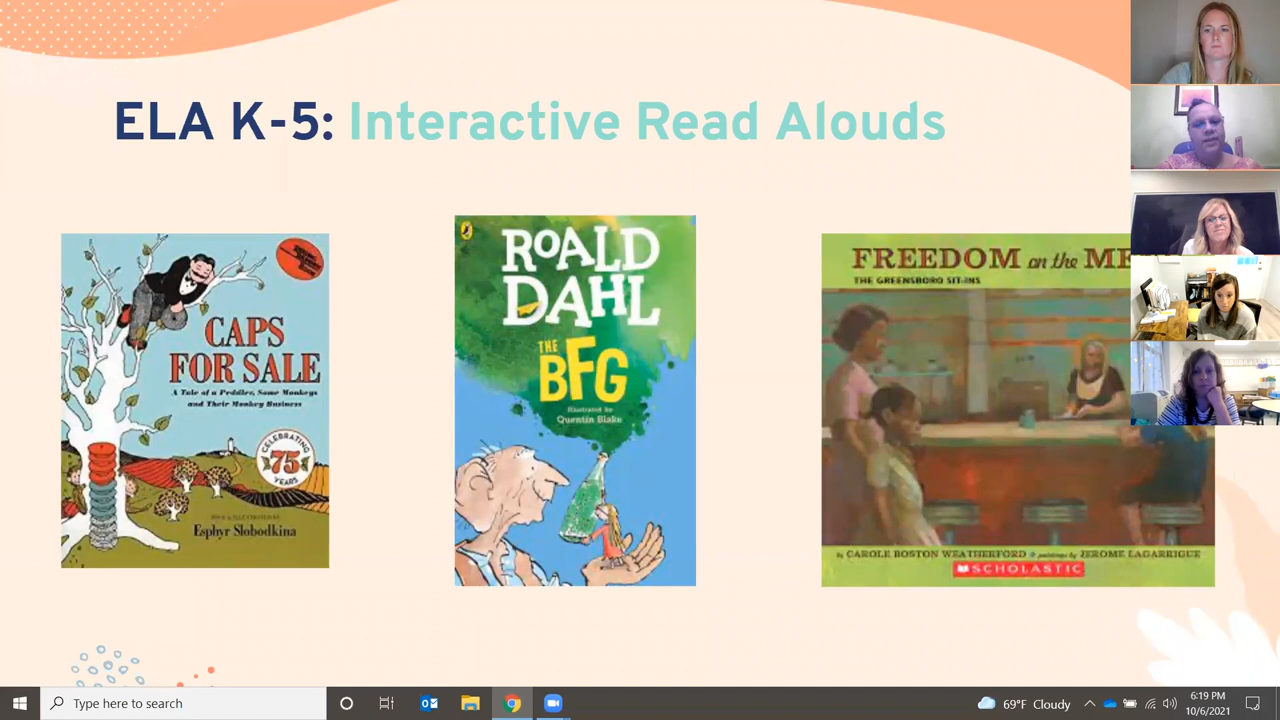 ELA K-5: Interactive Read Alouds
CAPS
FOR SALE
A Tale of a Peddler, Some Monkeys
and Their Monkey Business
CELEBRATING
75
YEARS
Esphyr Slobodkina
ROALD
DAHL
THE
BFG
Illustrated by
Quentin Blake
FREEDOM on the ME
THE GREENSBORO SIT-INS
by CAROLE BOSTON WEATHERFORD paintings by JEROME LAGARRIGUE
SCHOLASTIC
Type here to search
69°F Cloudy
6:19 PM
10/6/2021